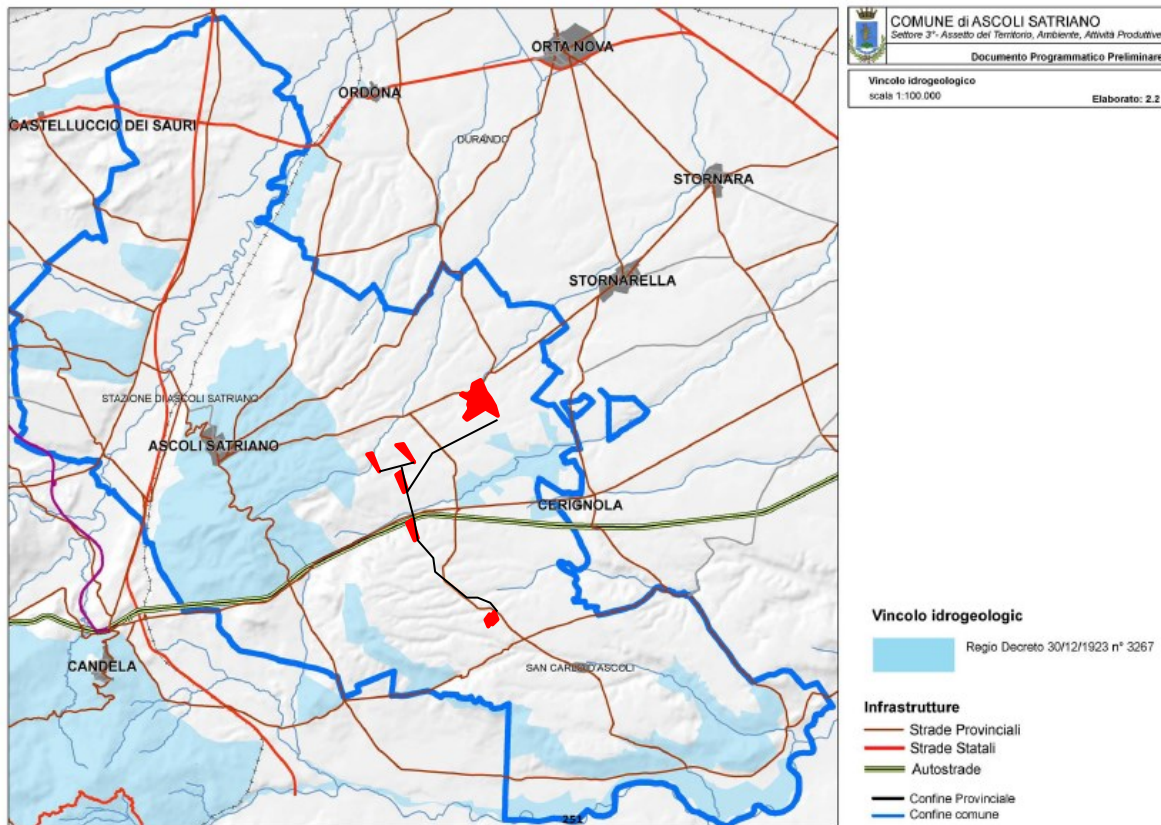 COMUNE di ASCOLI SATRIANO
Settore 3°- Assetto del Territorio, Ambiente, Attività Produttive
Documento Programmatico Preliminare
Vincolo idrogeologico
scala 1:100.000
Elaborato: 2.2
ORTA NOVA
ORDONA
CASTELLUCCIO DEI SAURI
DURANDO
STORNARA
STORNARELLA
STAZIONE DI ASCOLI SATRIANO
ASCOLI SATRIANO
CERIGNOLA
CANDELA
SAN CARLO D'ASCOLI
251
Vincolo idrogeologic
Regio Decreto 30/12/1923 n° 3267
Infrastrutture
Strade Provinciali
Strade Statali
Autostrade
Confine Provinciale
Confine comune